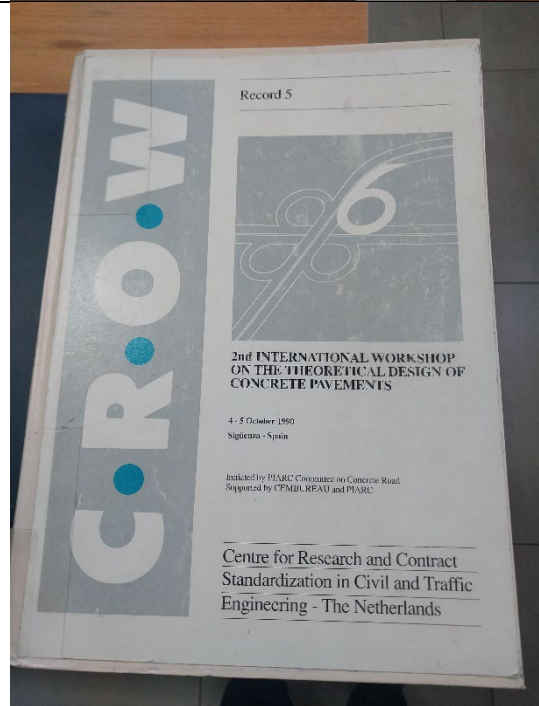 C.R.O.W
Record 5
6
2nd INTERNATIONAL WORKSHOP
ON THE THEORETICAL DESIGN OF
CONCRETE PAVEMENTS
4 - 5 October 1990
Sigüenza - Spain
Initiated by PIARC Committee on Concrete Road
Supported by CEMBUREAU and PIARC
Centre for Research and Contract
Standardization in Civil and Traffic
Engineering - The Netherlands